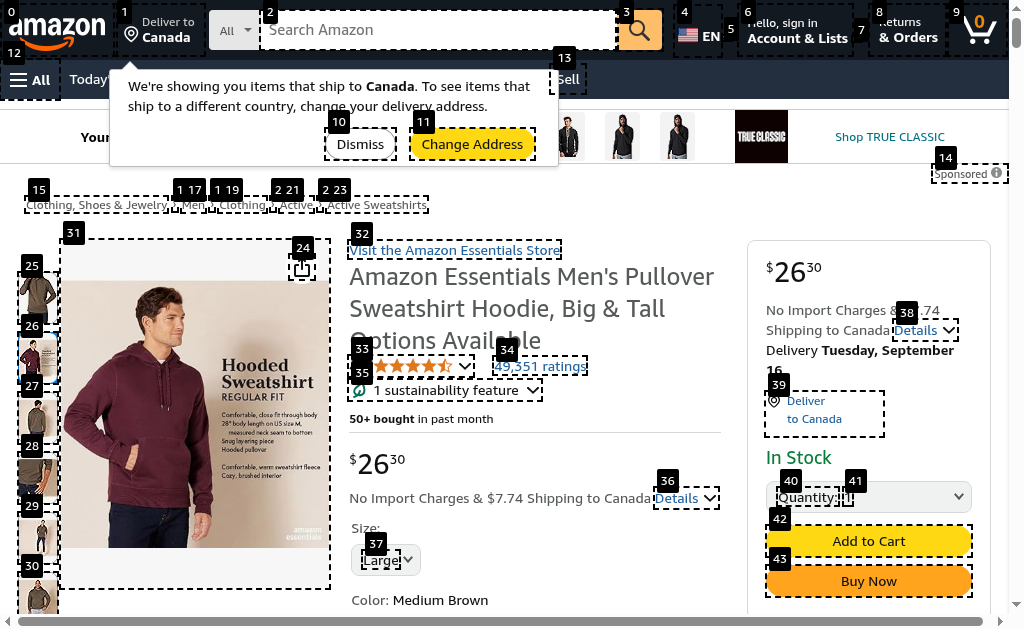 0
1
2
3
4
5
6
7
8
9
amazon
Deliver to
Canada
All
Search Amazon
EN
Hello, sign in
Account & Lists
Returns
& Orders
0
12
All
Today'
13
Sell
We're showing you items that ship to Canada. To see items that
ship to a different country, change your delivery address.
10
11
Dismiss
Change Address
Your
TRUE CLASSIC
Shop TRUE CLASSIC
14
Sponsored
15
1 17
1 19
2 21
2 23
Clothing, Shoes & Jewelry › Men › Clothing › Active › Active Sweatshirts
31
24
25
26
27
28
29
30
Hooded
Sweatshirt
REGULAR FIT
Comfortable, close fit through body
28" body length on US size M,
measured neck seam to bottom
Snug layering piece
Hooded pullover
Comfortable, warm sweatshirt fleece
Cozy, brushed interior
amazon
essentials
32
Visit the Amazon Essentials Store
Amazon Essentials Men's Pullover
Sweatshirt Hoodie, Big & Tall
Options Available
33
34
49,351 ratings
35
1 sustainability feature
50+ bought in past month
$26 30
36
No Import Charges & $7.74 Shipping to Canada Details
Size:
37
Large
Color: Medium Brown
$26 30
No Import Charges & $7.74
38
Shipping to Canada Details
Delivery Tuesday, September
16
39
Deliver
to Canada
In Stock
40
41
Quantity: 1
42
Add to Cart
43
Buy Now